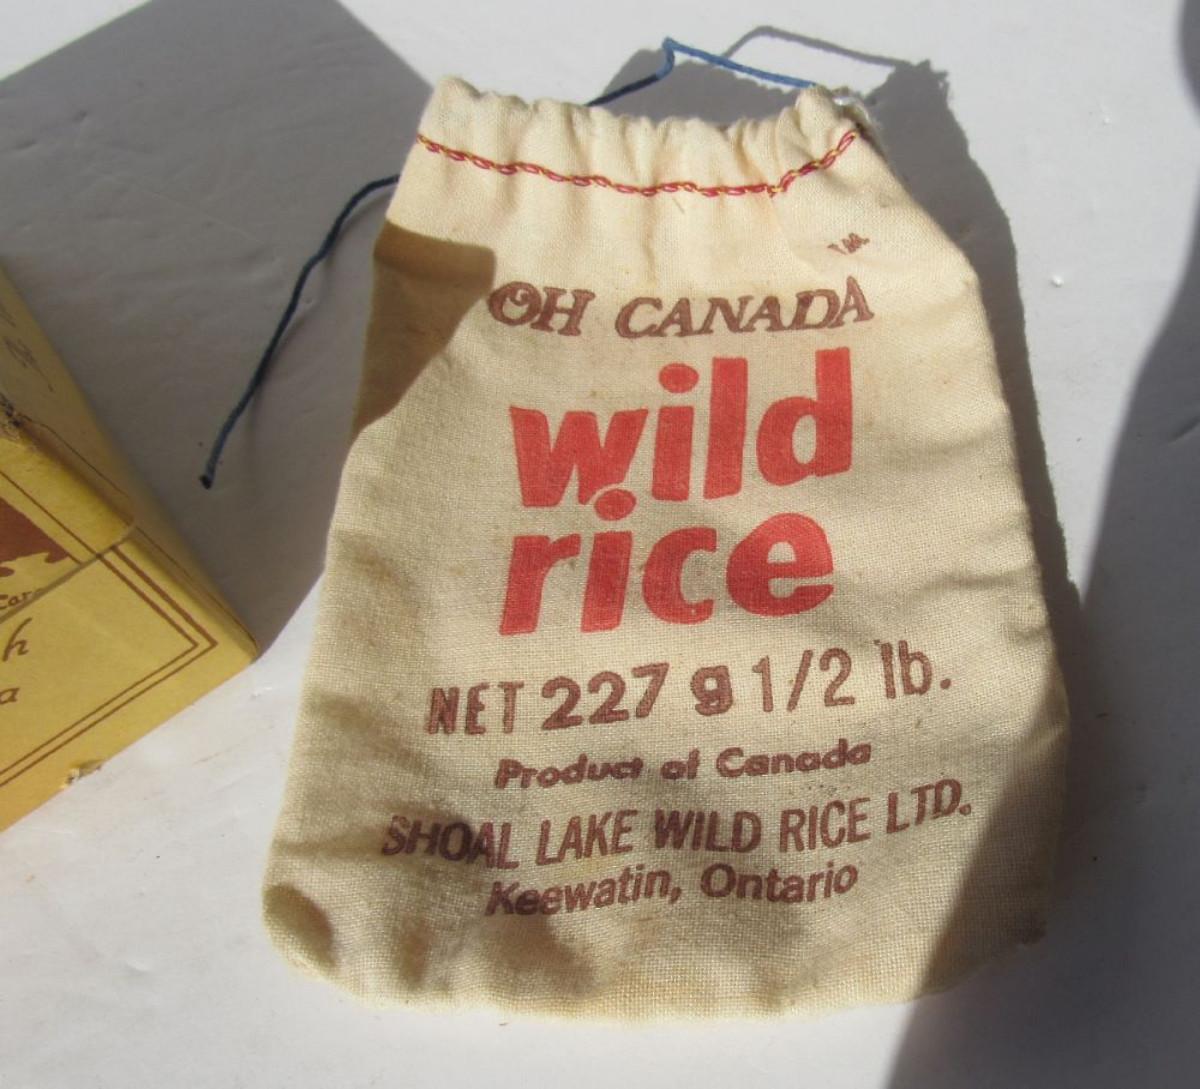 OH CANADA
wild
rice
NET 227 g 1/2 lb.
Product of Canada
SHOAL LAKE WILD RICE LTD.
Keewatin, Ontario
h
a